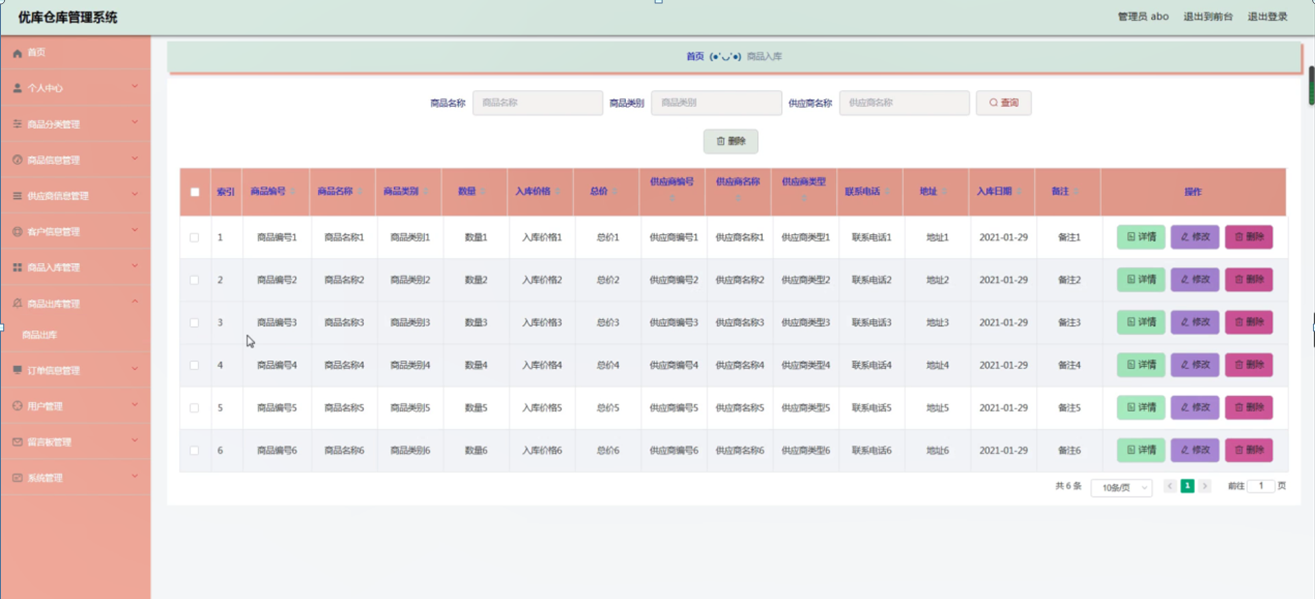 优库仓库管理系统
管理员 abo 退出到前台 退出登录
首页
个人中心
商品分类管理
商品信息管理
供应商信息管理
客户信息管理
商品入库管理
商品出库管理
商品出库
订单信息管理
用户管理
留言板管理
系统管理
首页 (●'◡'●) 商品入库
商品名称 商品名称 商品类别 商品类别 供应商名称 供应商名称 查询
删除
索引 商品编号 商品名称 商品类别 数量 入库价格 总价 供应商编号 供应商名称 供应商类型 联系电话 地址 入库日期 备注 操作
1 商品编号1 商品名称1 商品类别1 数量1 入库价格1 总价1 供应商编号1 供应商名称1 供应商类型1 联系电话1 地址1 2021-01-29 备注1 详情 修改 删除
2 商品编号2 商品名称2 商品类别2 数量2 入库价格2 总价2 供应商编号2 供应商名称2 供应商类型2 联系电话2 地址2 2021-01-29 备注2 详情 修改 删除
3 商品编号3 商品名称3 商品类别3 数量3 入库价格3 总价3 供应商编号3 供应商名称3 供应商类型3 联系电话3 地址3 2021-01-29 备注3 详情 修改 删除
4 商品编号4 商品名称4 商品类别4 数量4 入库价格4 总价4 供应商编号4 供应商名称4 供应商类型4 联系电话4 地址4 2021-01-29 备注4 详情 修改 删除
5 商品编号5 商品名称5 商品类别5 数量5 入库价格5 总价5 供应商编号5 供应商名称5 供应商类型5 联系电话5 地址5 2021-01-29 备注5 详情 修改 删除
6 商品编号6 商品名称6 商品类别6 数量6 入库价格6 总价6 供应商编号6 供应商名称6 供应商类型6 联系电话6 地址6 2021-01-29 备注6 详情 修改 删除
共 6 条 10条/页 1 前往 1 页